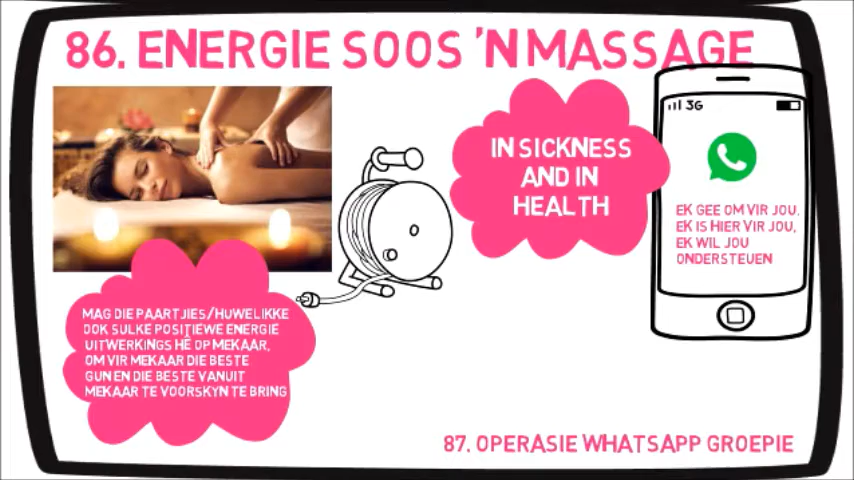 86. ENERGIE SOOS 'N MASSAGE
IN SICKNESS
AND IN
HEALTH
3G
EK GEE OM VIR JOU,
EK IS HIER VIR JOU,
EK WIL JOU
ONDERSTEUEN
MAG DIE PAARTJIES/HUWELIKKE
OOK SULKE POSITIEWE ENERGIE
UITWERKINGS HÊ OP MEKAAR,
OM VIR MEKAAR DIE BESTE
GUN EN DIE BESTE VANUIT
MEKAAR TE VOORSKYN TE BRING
87. OPERASIE WHATSAPP GROEPIE